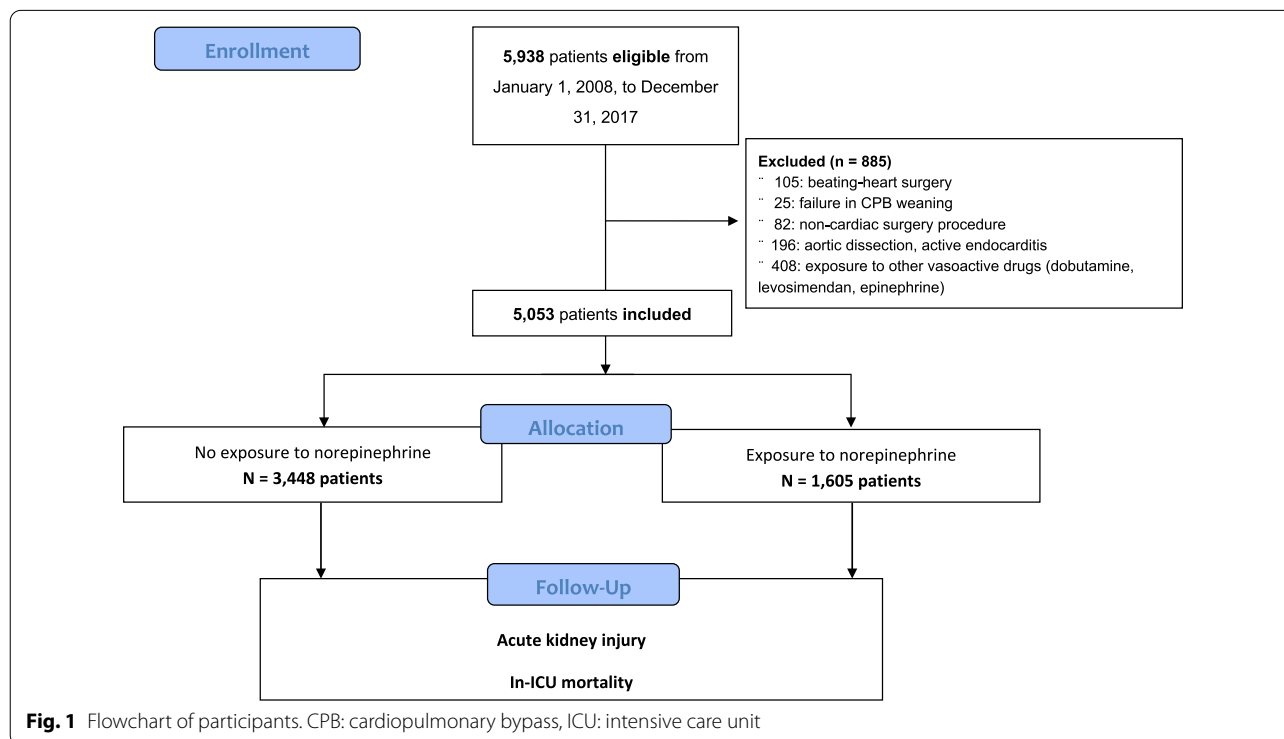 Enrollment
5,938 patients eligible from
January 1, 2008, to December
31, 2017
Excluded (n = 885)
¨ 105: beating-heart surgery
¨ 25: failure in CPB weaning
¨ 82: non-cardiac surgery procedure
¨ 196: aortic dissection, active endocarditis
¨ 408: exposure to other vasoactive drugs (dobutamine,
levosimendan, epinephrine)
5,053 patients included
Allocation
No exposure to norepinephrine
N = 3,448 patients
Exposure to norepinephrine
N = 1,605 patients
Follow-Up
Acute kidney injury
In-ICU mortality
Fig. 1 Flowchart of participants. CPB: cardiopulmonary bypass, ICU: intensive care unit